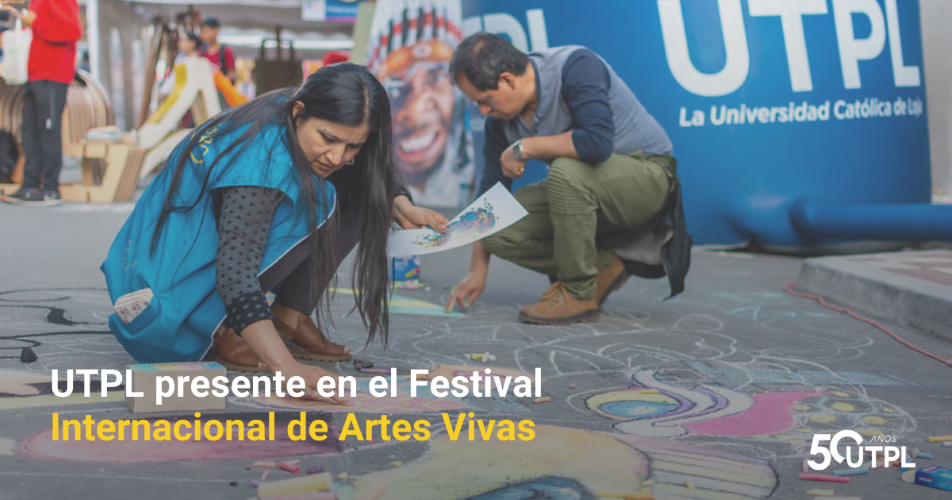 UTPL
La Universidad Católica de Loja
UTPL presente en el Festival
Internacional de Artes Vivas
50 AÑOS
UTPL